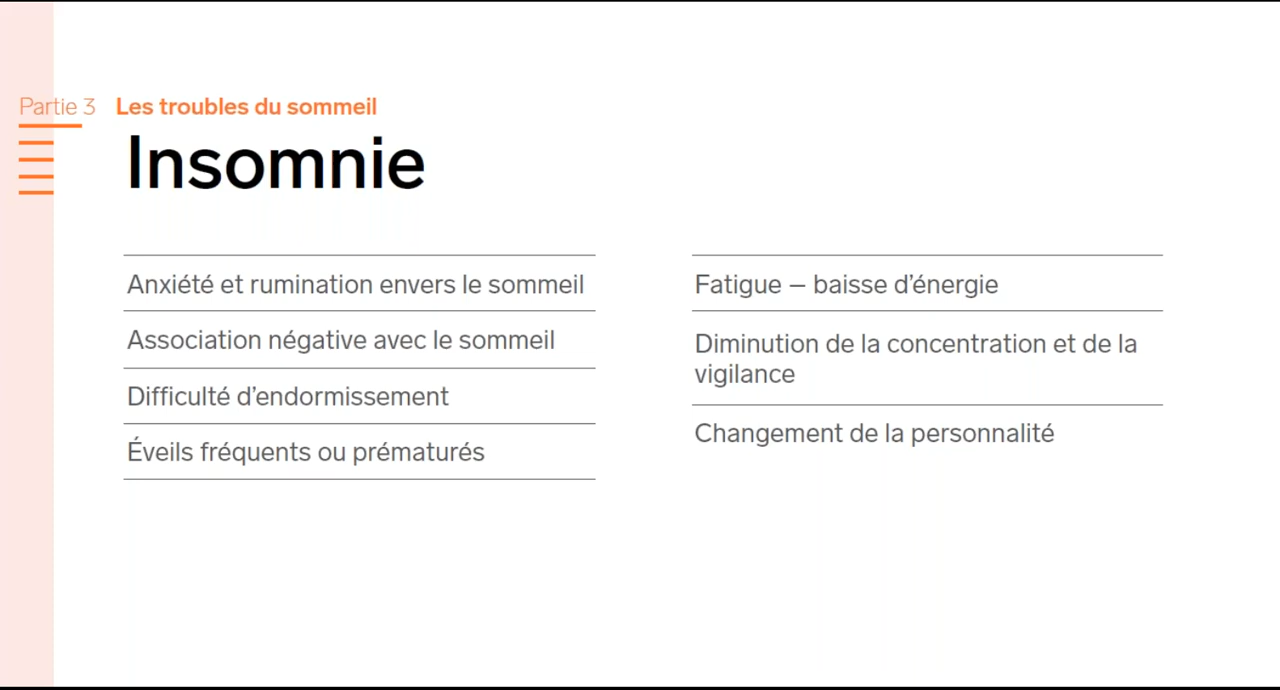 Partie 3 Les troubles du sommeil
Insomnie
Anxiété et rumination envers le sommeil
Association négative avec le sommeil
Difficulté d’endormissement
Éveils fréquents ou prématurés
Fatigue – baisse d’énergie
Diminution de la concentration et de la
vigilance
Changement de la personnalité